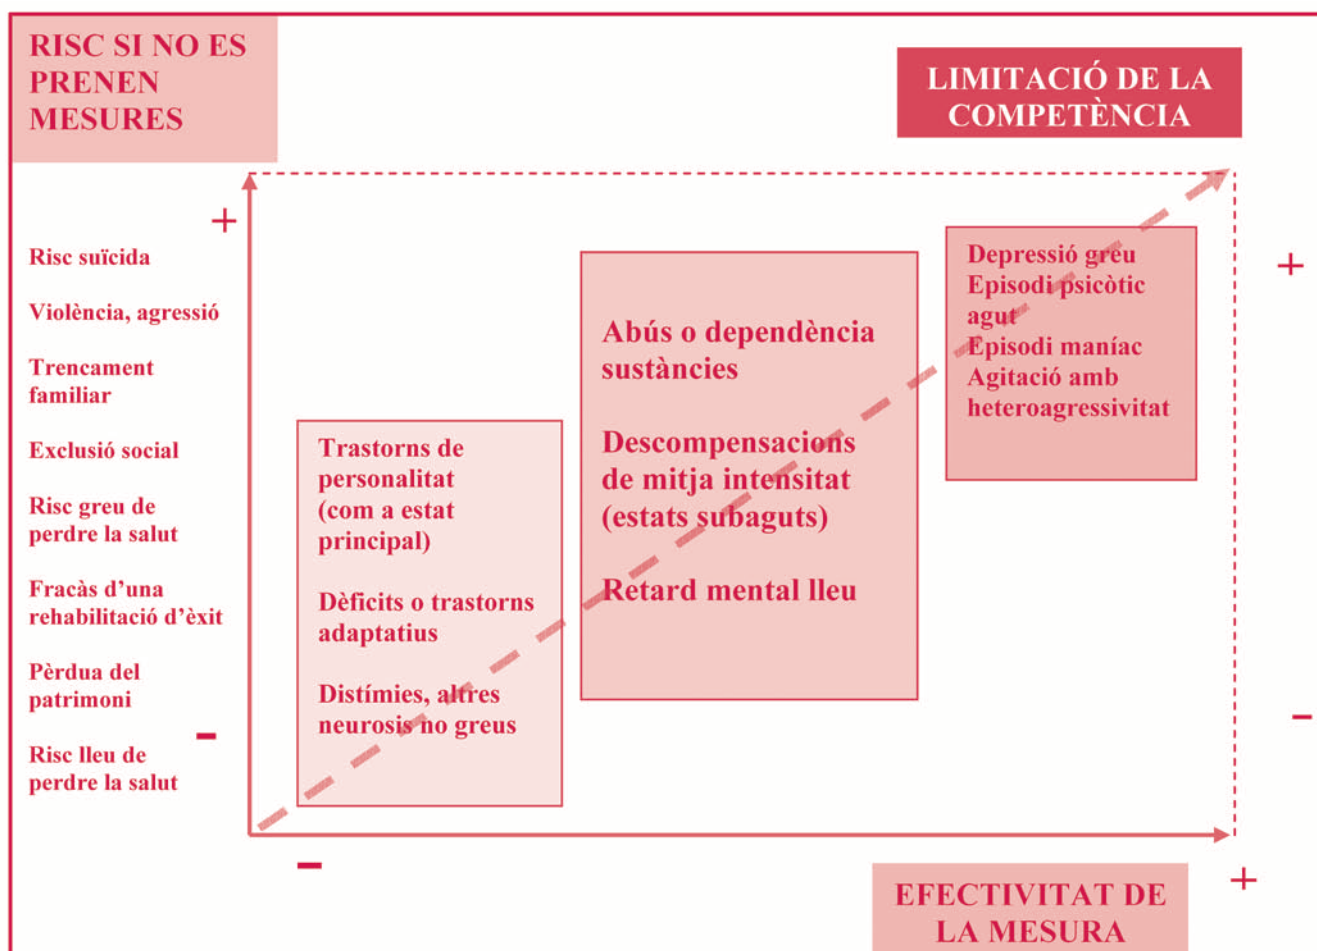 RISC SI NO ES
PRENEN
MESURES
LIMITACIÓ DE LA
COMPETÈNCIA
+
Risc suïcida
Violència, agressió
Trencament
familiar
Exclusió social
Risc greu de
perdre la salut
Fracàs d’una
rehabilitació d’èxit
Pèrdua del
patrimoni
-
Risc lleu de
perdre la salut
Trastorns de
personalitat
(com a estat
principal)
Dèficits o trastorns
adaptatius
Distímies, altres
neurosis no greus
Abús o dependència
sustàncies
Descompensacions
de mitja intensitat
(estats subaguts)
Retard mental lleu
Depressió greu
Episodi psicòtic
agut
Episodi maníac
Agitació amb
heteroagressivitat
+
-
-
+
EFECTIVITAT DE
LA MESURA